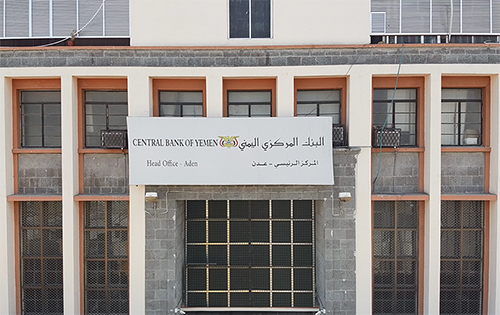 CENTRAL BANK OF YEMEN البنك المركزي اليمني
Head Office - Aden المركز الرئيسي - عدن